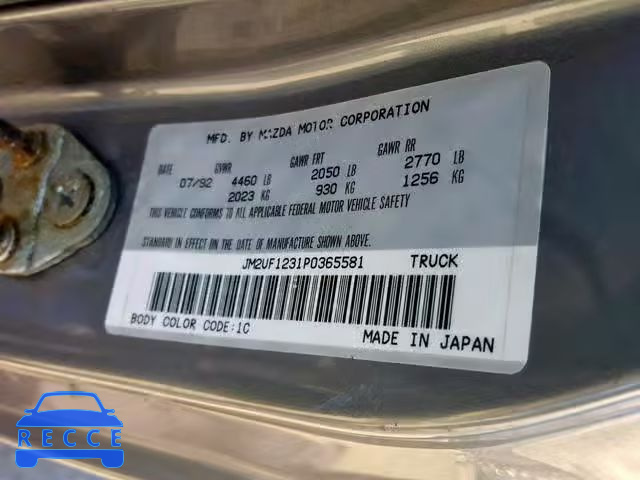 MFD. BY MAZDA MOTOR CORPORATION
DATE GVWR GAWR FRT GAWR RR
07/92 4460 LB 2050 LB 2770 LB
2023 KG 930 KG 1256 KG
THIS VEHICLE CONFORMS TO ALL APPLICABLE FEDERAL MOTOR VEHICLE SAFETY
STANDARD IN EFFECT ON THE DATE OF MANUFACTURE SHOWN ABOVE.
JM2UF1231P0365581 TRUCK
BODY COLOR CODE:1C MADE IN JAPAN
RECCE